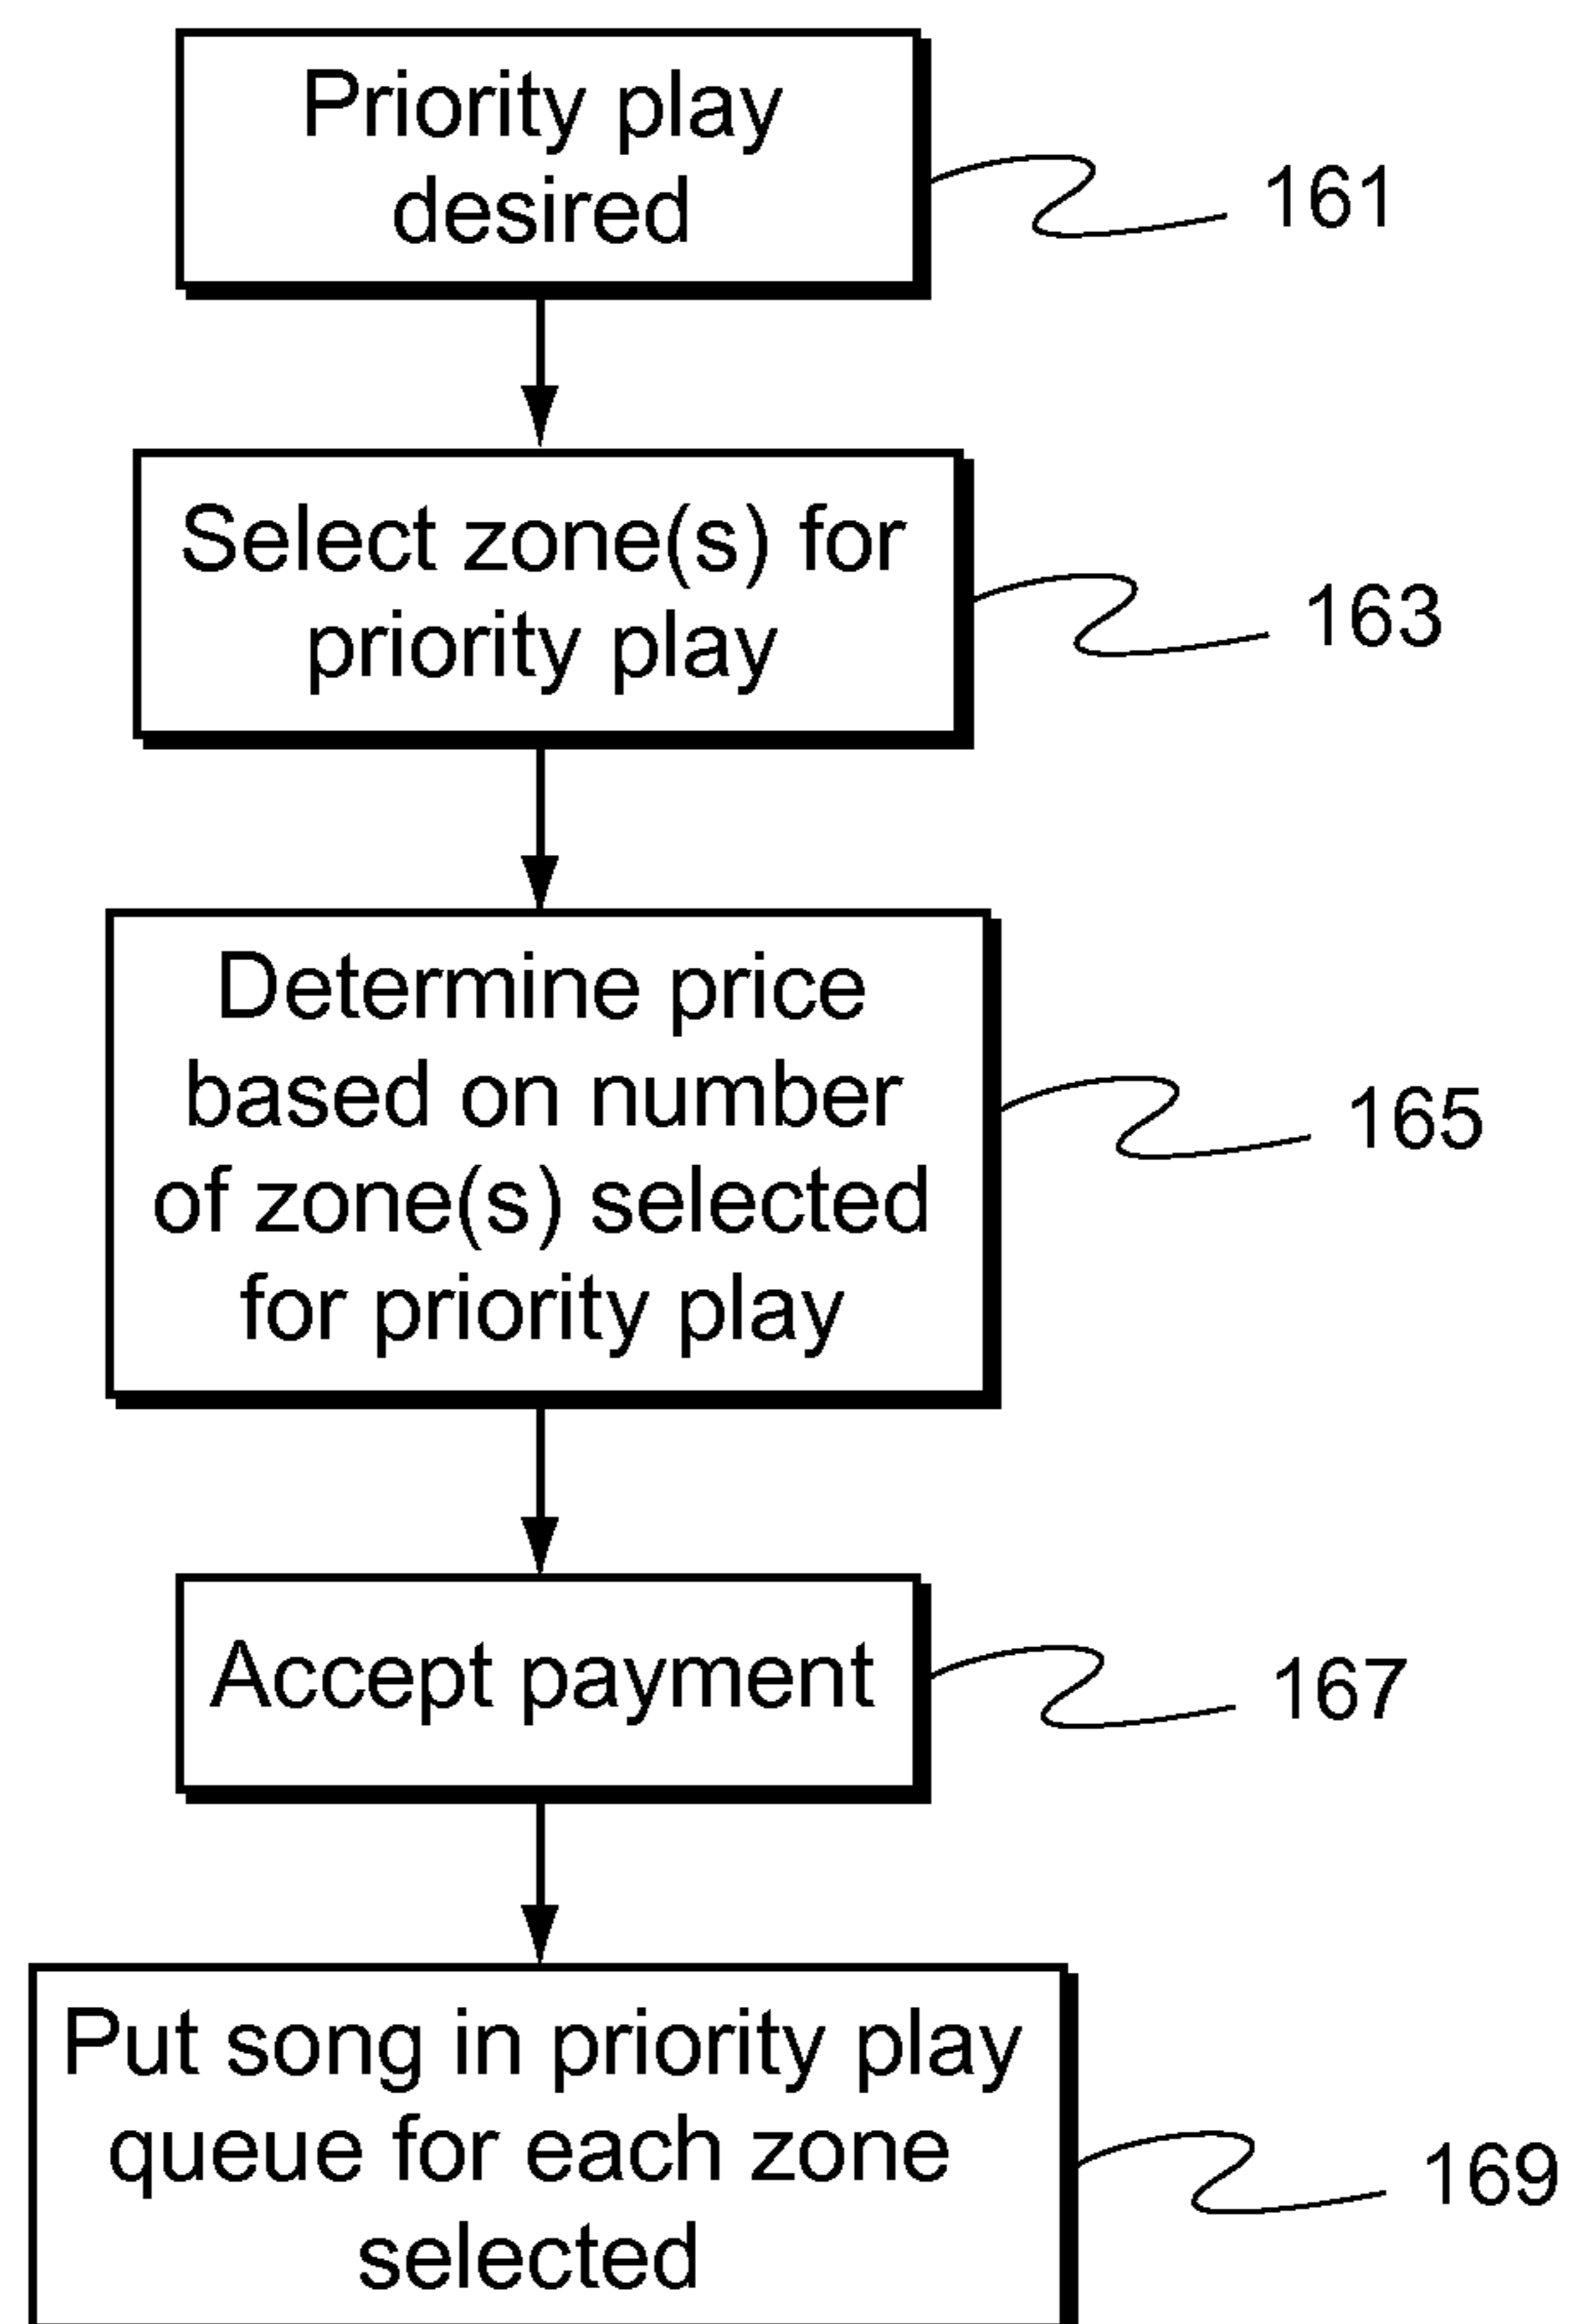 Priority play
desired
161
Select zone(s) for
priority play
163
Determine price
based on number
of zone(s) selected
for priority play
165
Accept payment
167
Put song in priority play
queue for each zone
selected
169